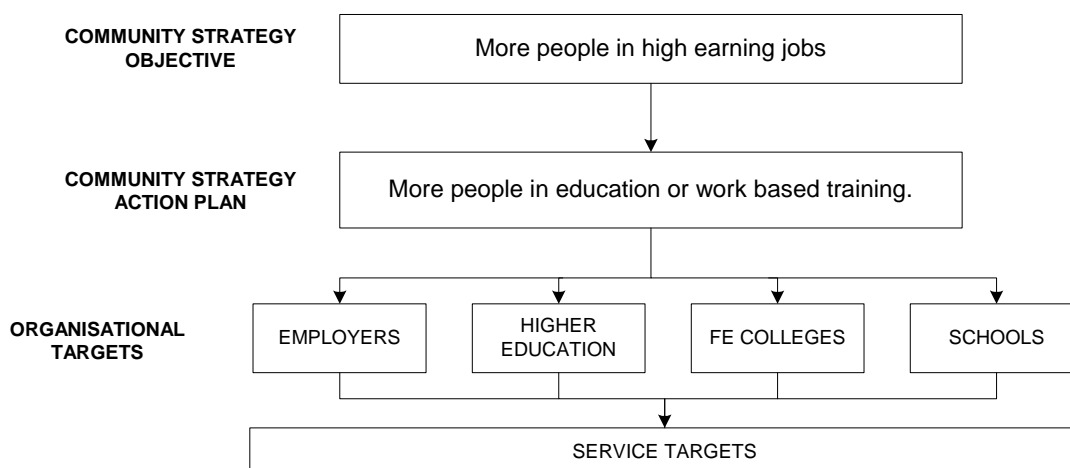 COMMUNITY STRATEGY
OBJECTIVE
More people in high earning jobs
COMMUNITY STRATEGY
ACTION PLAN
More people in education or work based training.
ORGANISATIONAL
TARGETS
EMPLOYERS
HIGHER
EDUCATION
FE COLLEGES
SCHOOLS
SERVICE TARGETS